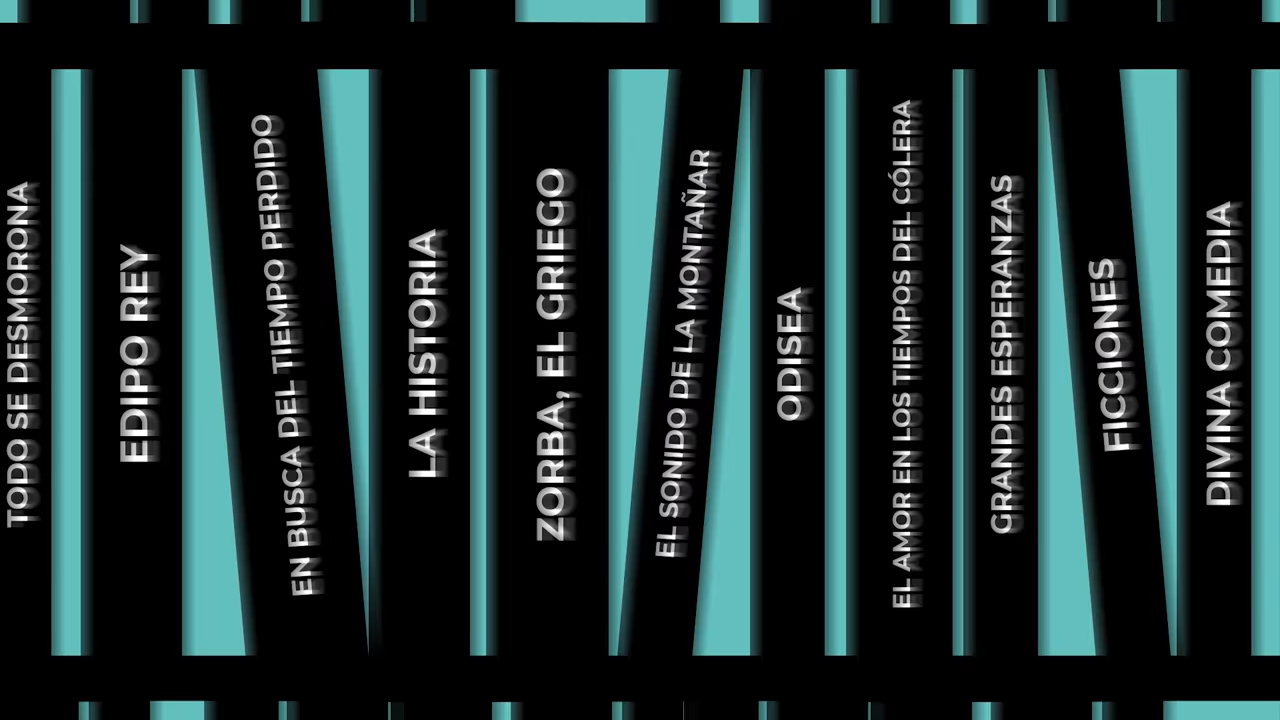 TODO SE DESMORONA
EDIPO REY
EN BUSCA DEL TIEMPO PERDIDO
LA HISTORIA
ZORBA, EL GRIEGO
EL SONIDO DE LA MONTAÑAR
ODISEA
EL AMOR EN LOS TIEMPOS DEL CÓLERA
GRANDES ESPERANZAS
FICCIONES
DIVINA COMEDIA